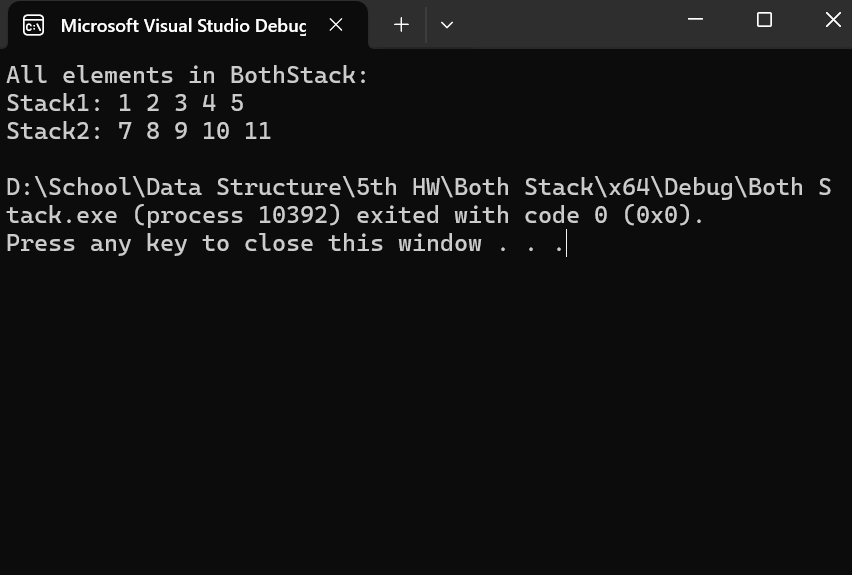 Microsoft Visual Studio Debug
All elements in BothStack:
Stack1: 1 2 3 4 5
Stack2: 7 8 9 10 11
D:\School\Data Structure\5th HW\Both Stack\x64\Debug\Both S
tack.exe (process 10392) exited with code 0 (0x0).
Press any key to close this window . . .